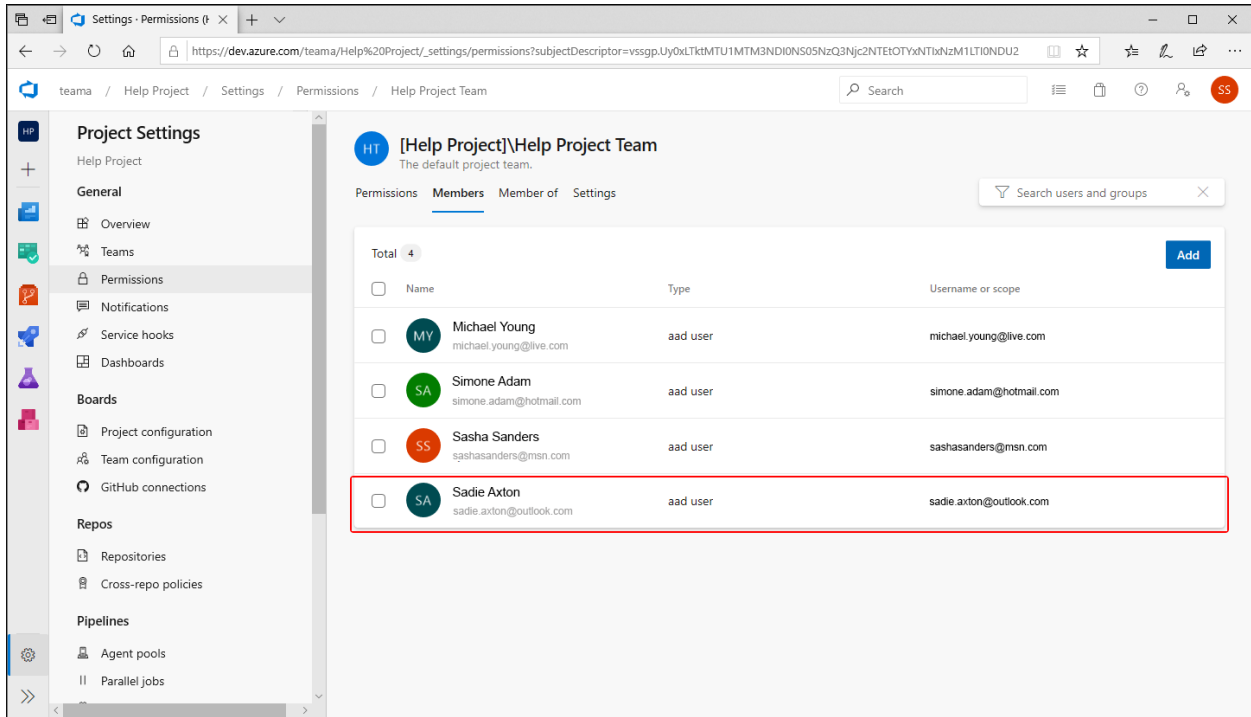 Settings · Permissions (H
https://dev.azure.com/teama/Help%20Project/_settings/permissions?subjectDescriptor=vssgp.Uy0xLTktMTU1MTM3NDI0NS05NzQ3Njc2NTEtOTYxNTIxNzM1LTI0NDU2
teama / Help Project / Settings / Permissions / Help Project Team
Search
SS
HP
Project Settings
Help Project
General
Overview
Teams
Permissions
Notifications
Service hooks
Dashboards
Boards
Project configuration
Team configuration
GitHub connections
Repos
Repositories
Cross-repo policies
Pipelines
Agent pools
Parallel jobs
HT
[Help Project]\Help Project Team
The default project team.
Permissions Members Member of Settings
Search users and groups
Total 4
Add
Name Type Username or scope
MY Michael Young aad user michael.young@live.com
michael.young@live.com
SA Simone Adam aad user simone.adam@hotmail.com
simone.adam@hotmail.com
SS Sasha Sanders aad user sashasanders@msn.com
sashasanders@msn.com
SA Sadie Axton aad user sadie.axton@outlook.com
sadie.axton@outlook.com